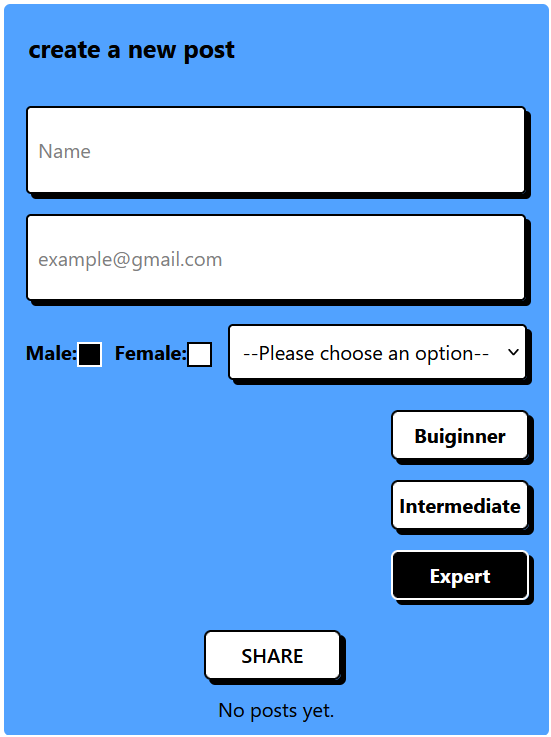 create a new post
Name
example@gmail.com
Male: Female: --Please choose an option--
Buiginner
Intermediate
Expert
SHARE
No posts yet.